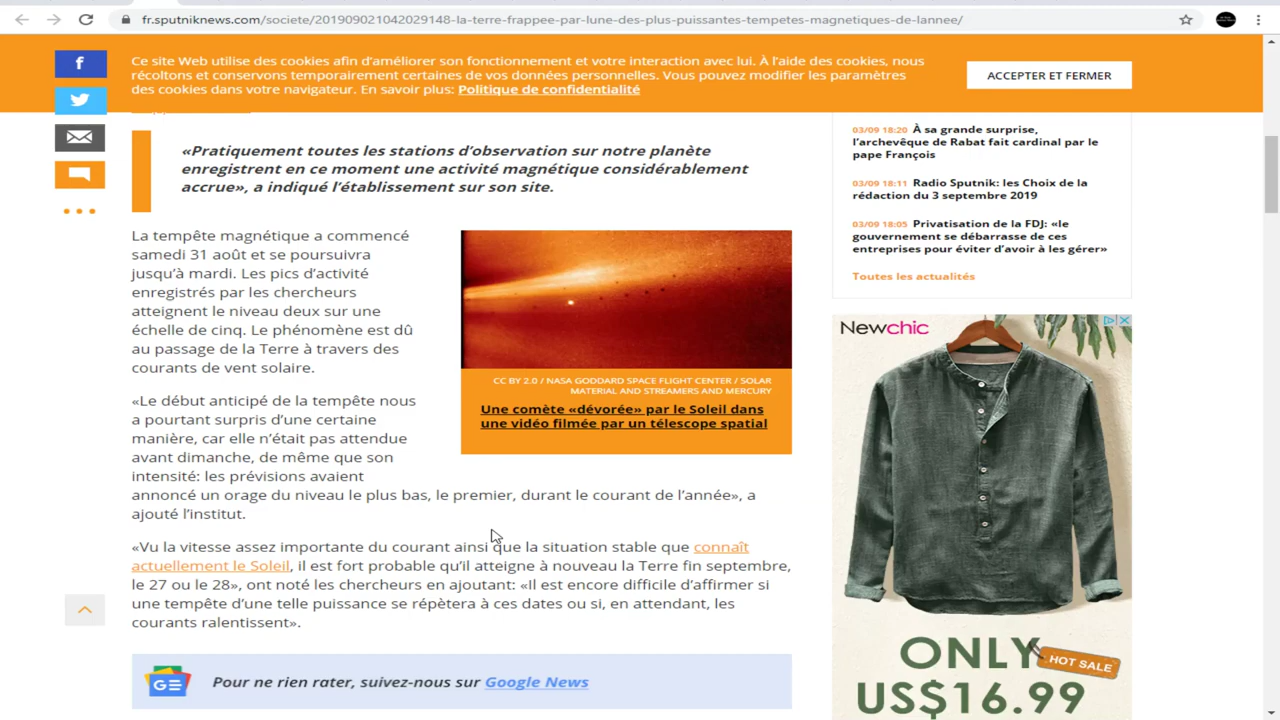 fr.sputniknews.com/societe/201909021042029148-la-terre-frappee-par-lune-des-plus-puissantes-tempetes-magnetiques-de-lannee/
Ce site Web utilise des cookies afin d'améliorer son fonctionnement et votre interaction avec lui. À l'aide des cookies, nous
récoltons et conservons temporairement certaines de vos données personnelles. Vous pouvez modifier les paramètres
des cookies dans votre navigateur. En savoir plus: Politique de confidentialité
ACCEPTER ET FERMER
«Pratiquement toutes les stations d'observation sur notre planète
enregistrent en ce moment une activité magnétique considérablement
accrue», a indiqué l'établissement sur son site.
La tempête magnétique a commencé
samedi 31 août et se poursuivra
jusqu'à mardi. Les pics d'activité
enregistrés par les chercheurs
atteignent le niveau deux sur une
échelle de cinq. Le phénomène est dû
au passage de la Terre à travers des
courants de vent solaire.
CC BY 2.0 / NASA GODDARD SPACE FLIGHT CENTER / SOLAR
MATERIAL AND STREAMERS AND MERCURY
Une comète «dévorée» par le Soleil dans
une vidéo filmée par un télescope spatial
«Le début anticipé de la tempête nous
a pourtant surpris d'une certaine
manière, car elle n'était pas attendue
avant dimanche, de même que son
intensité: les prévisions avaient
annoncé un orage du niveau le plus bas, le premier, durant le courant de l'année», a
ajouté l'institut.
«Vu la vitesse assez importante du courant ainsi que la situation stable que connaît
actuellement le Soleil, il est fort probable qu'il atteigne à nouveau la Terre fin septembre,
le 27 ou le 28», ont noté les chercheurs en ajoutant: «Il est encore difficile d'affirmer si
une tempête d'une telle puissance se répètera à ces dates ou si, en attendant, les
courants ralentissent».
Pour ne rien rater, suivez-nous sur Google News
03/09 18:20 À sa grande surprise,
l'archevêque de Rabat fait cardinal par le
pape François
03/09 18:11 Radio Sputnik: les Choix de la
rédaction du 3 septembre 2019
03/09 18:05 Privatisation de la FDJ: «le
gouvernement se débarrasse de ces
entreprises pour éviter d'avoir à les gérer»
Toutes les actualités
Newchic
ONLY
HOT SALE
US$16.99